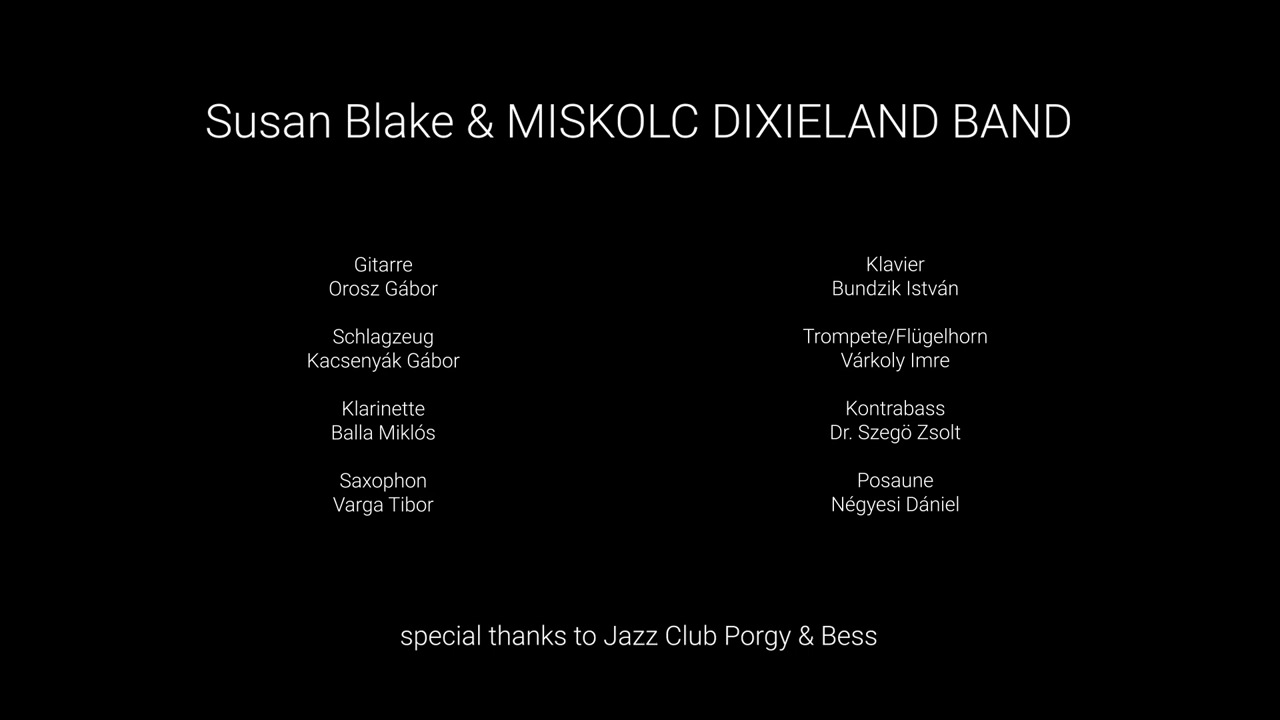 Susan Blake & MISKOLC DIXIELAND BAND
Gitarre
Orosz Gábor
Schlagzeug
Kacsenyák Gábor
Klarinette
Balla Miklós
Saxophon
Varga Tibor
Klavier
Bundzik István
Trompete/Flügelhorn
Várkoly Imre
Kontrabass
Dr. Szegö Zsolt
Posaune
Négyesi Dániel
special thanks to Jazz Club Porgy & Bess